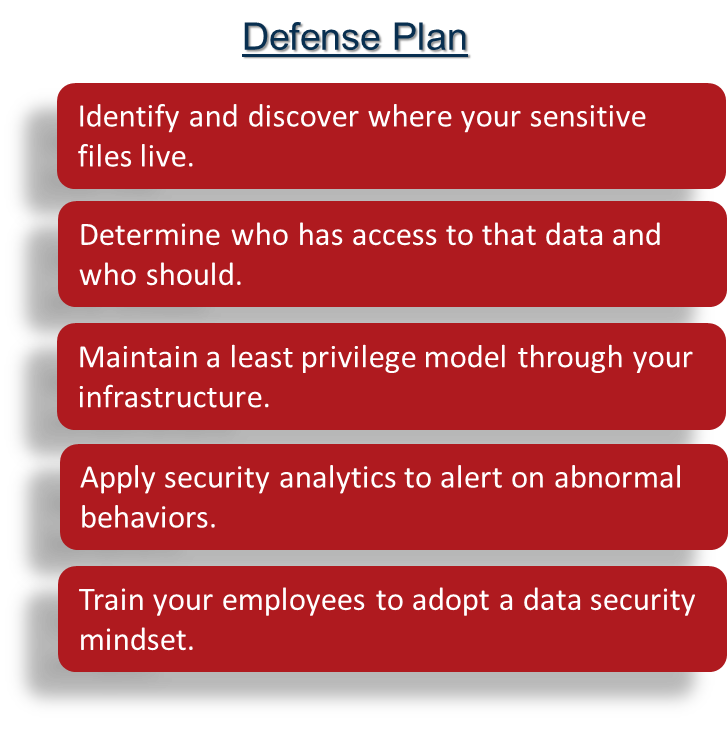 Defense Plan
Identify and discover where your sensitive
files live.
Determine who has access to that data and
who should.
Maintain a least privilege model through your
infrastructure.
Apply security analytics to alert on abnormal
behaviors.
Train your employees to adopt a data security
mindset.